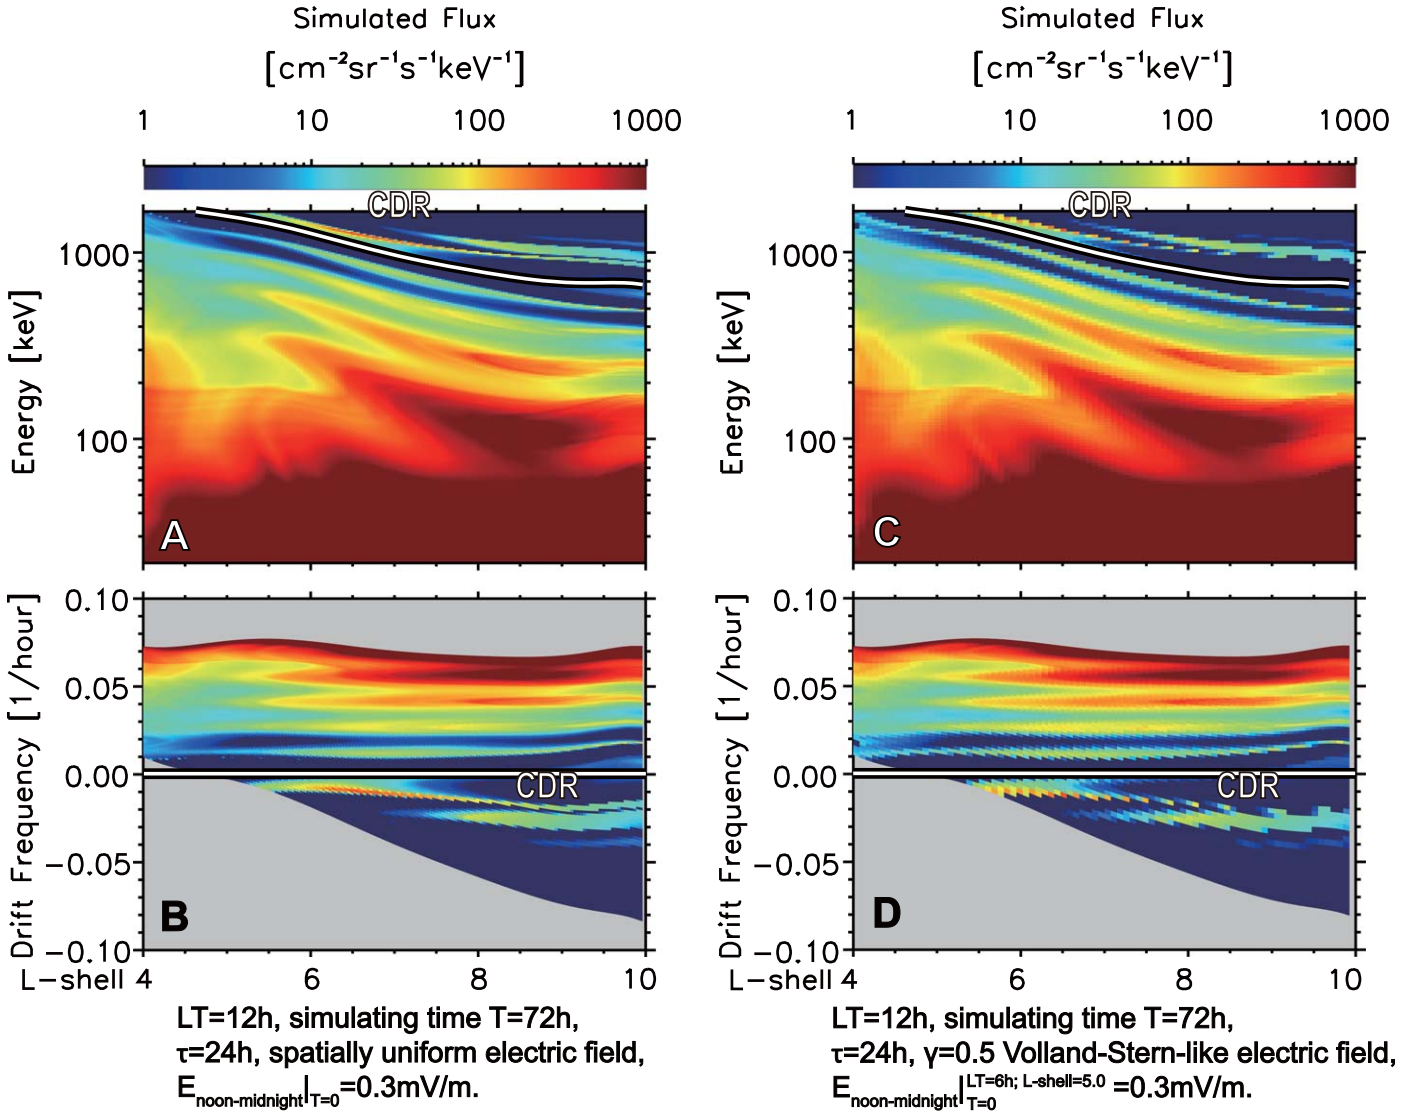 Simulated Flux
[cm⁻²sr⁻¹s⁻¹keV⁻¹]
1 10 100 1000
CDR
Energy [keV]
1000
100
A
Drift Frequency [1/hour]
0.10
0.05
0.00
−0.05
−0.10
CDR
B
L−shell 4 6 8 10
LT=12h, simulating time T=72h,
τ=24h, spatially uniform electric field,
E_noon-midnight|_T=0=0.3mV/m.
Simulated Flux
[cm⁻²sr⁻¹s⁻¹keV⁻¹]
1 10 100 1000
CDR
Energy [keV]
1000
100
C
Drift Frequency [1/hour]
0.10
0.05
0.00
−0.05
−0.10
CDR
D
L−shell 4 6 8 10
LT=12h, simulating time T=72h,
τ=24h, γ=0.5 Volland-Stern-like electric field,
E_noon-midnight|_T=0^LT=6h; L-shell=5.0 =0.3mV/m.